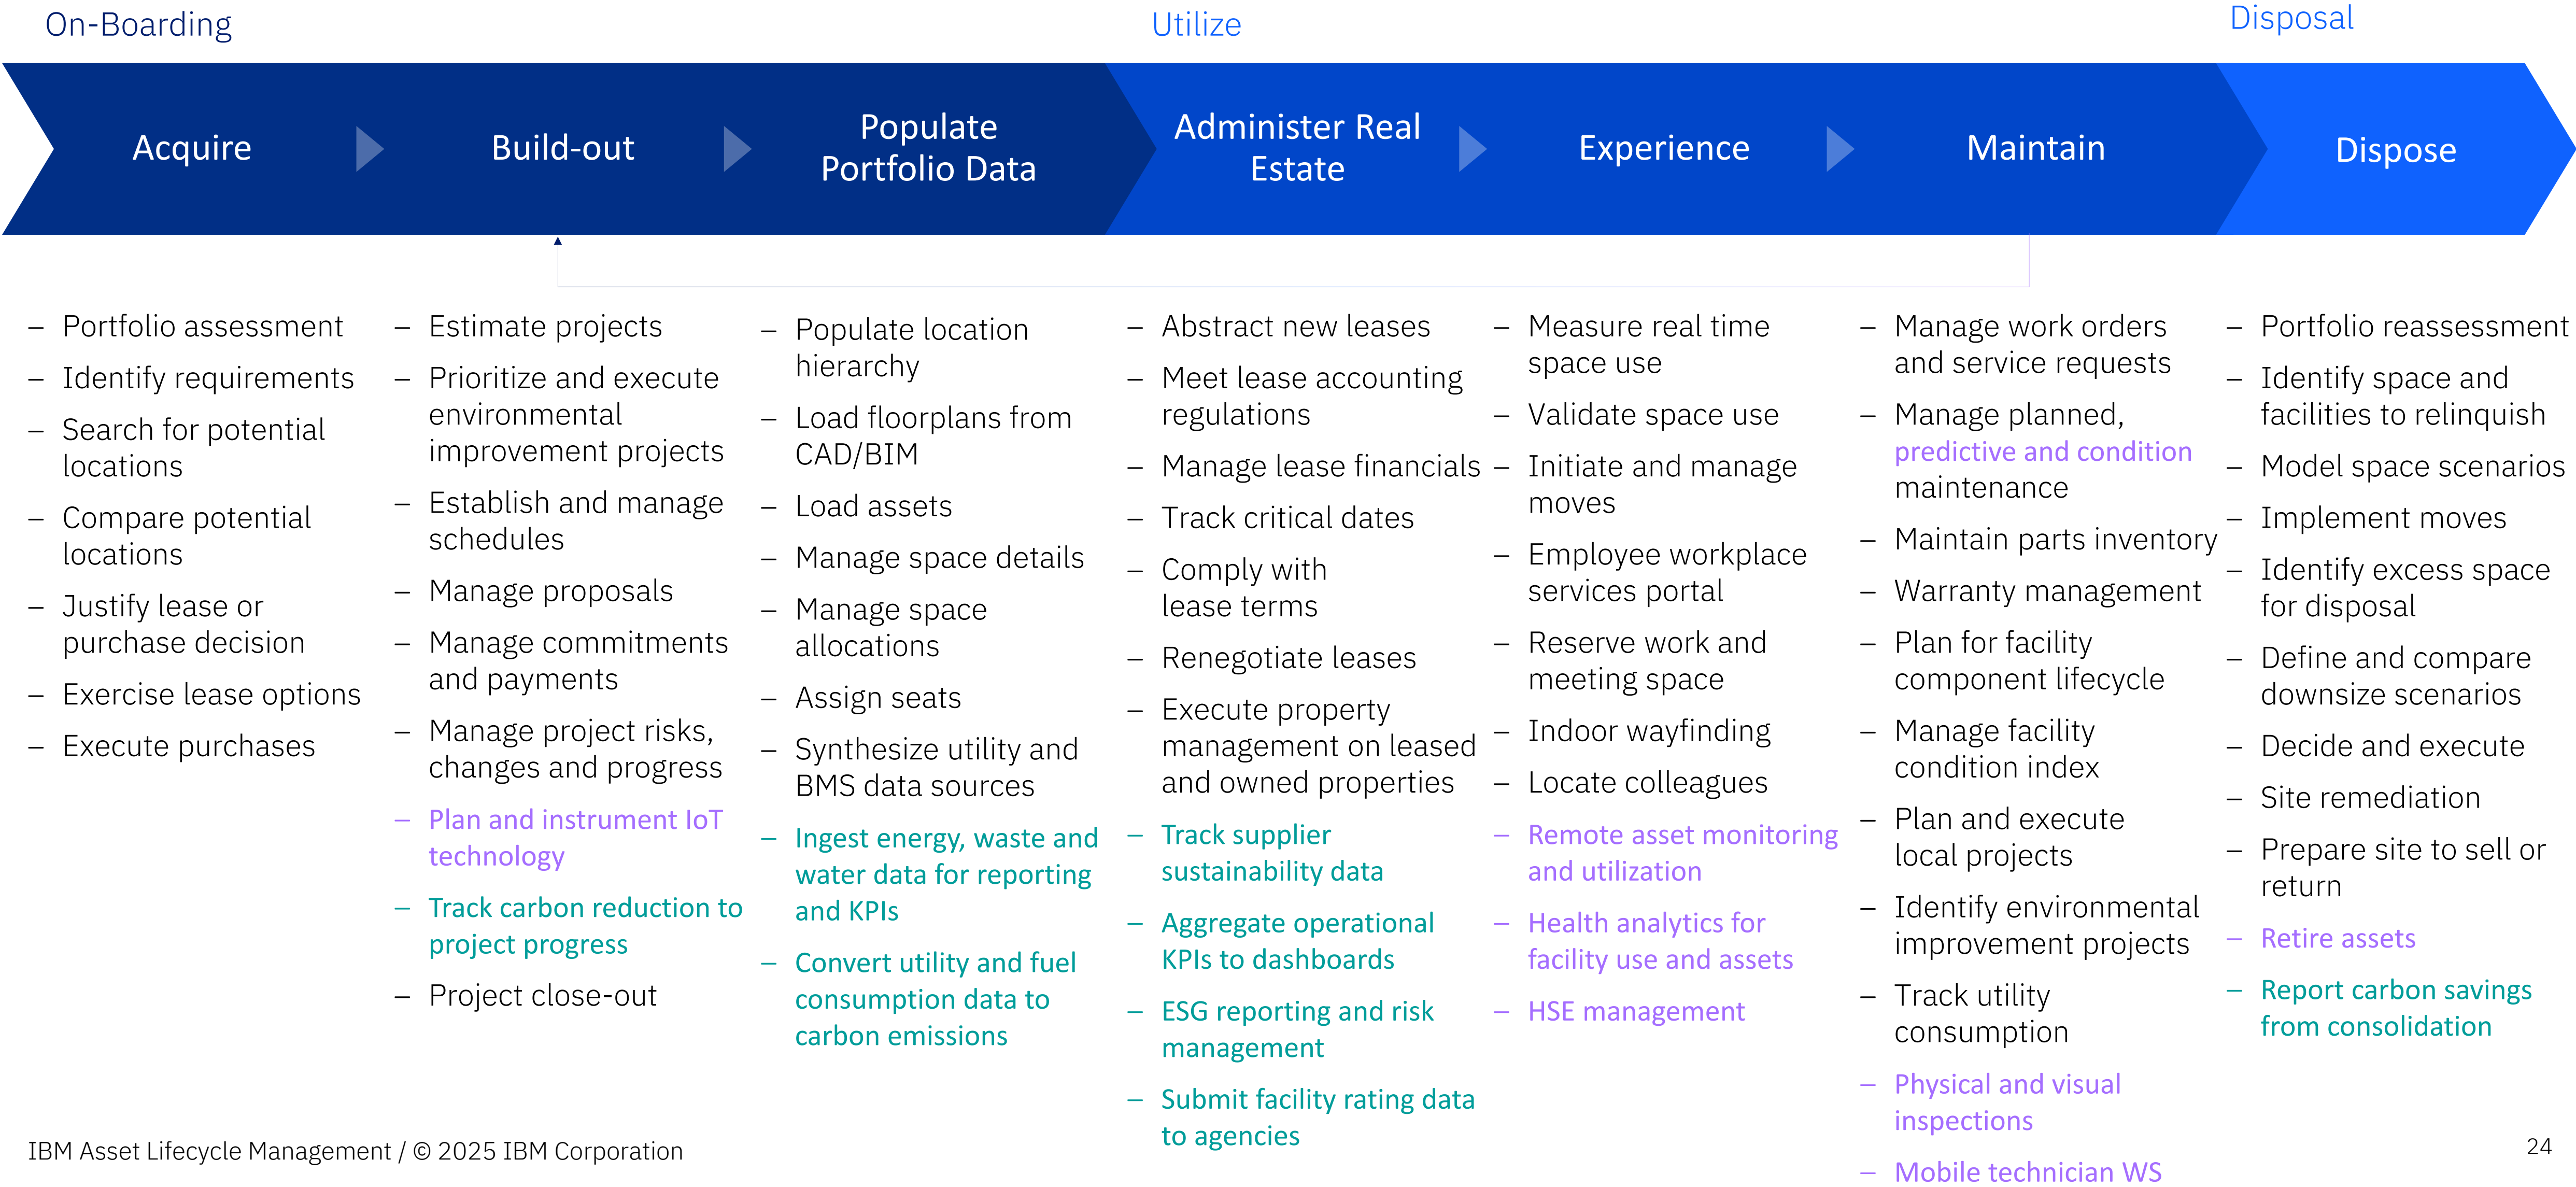 On-Boarding
Utilize
Disposal
Acquire
Build-out
Populate
Portfolio Data
Administer Real
Estate
Experience
Maintain
Dispose
– Portfolio assessment
– Identify requirements
– Search for potential
locations
– Compare potential
locations
– Justify lease or
purchase decision
– Exercise lease options
– Execute purchases
– Estimate projects
– Prioritize and execute
environmental
improvement projects
– Establish and manage
schedules
– Manage proposals
– Manage commitments
and payments
– Manage project risks,
changes and progress
– Plan and instrument IoT
technology
– Track carbon reduction to
project progress
– Project close-out
– Populate location
hierarchy
– Load floorplans from
CAD/BIM
– Load assets
– Manage space details
– Manage space
allocations
– Assign seats
– Synthesize utility and
BMS data sources
– Ingest energy, waste and
water data for reporting
and KPIs
– Convert utility and fuel
consumption data to
carbon emissions
– Abstract new leases
– Meet lease accounting
regulations
– Manage lease financials
– Track critical dates
– Comply with
lease terms
– Renegotiate leases
– Execute property
management on leased
and owned properties
– Track supplier
sustainability data
– Aggregate operational
KPIs to dashboards
– ESG reporting and risk
management
– Submit facility rating data
to agencies
– Measure real time
space use
– Validate space use
– Initiate and manage
moves
– Employee workplace
services portal
– Reserve work and
meeting space
– Indoor wayfinding
– Locate colleagues
– Remote asset monitoring
and utilization
– Health analytics for
facility use and assets
– HSE management
– Manage work orders
and service requests
– Manage planned,
predictive and condition
maintenance
– Maintain parts inventory
– Warranty management
– Plan for facility
component lifecycle
– Manage facility
condition index
– Plan and execute
local projects
– Identify environmental
improvement projects
– Track utility
consumption
– Physical and visual
inspections
– Mobile technician WS
– Portfolio reassessment
– Identify space and
facilities to relinquish
– Model space scenarios
– Implement moves
– Identify excess space
for disposal
– Define and compare
downsize scenarios
– Decide and execute
– Site remediation
– Prepare site to sell or
return
– Retire assets
– Report carbon savings
from consolidation
IBM Asset Lifecycle Management / © 2025 IBM Corporation
24